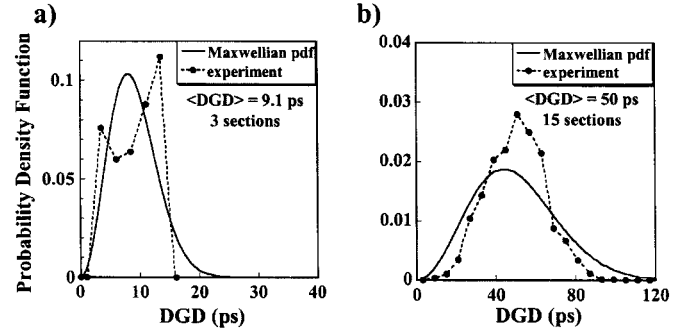 a)
Probability Density Function
0.1
0.05
0
Maxwellian pdf
experiment
<DGD> = 9.1 ps
3 sections
0 10 20 30 40
DGD (ps)
b)
0.04
0.03
0.02
0.01
0
Maxwellian pdf
experiment
<DGD> = 50 ps
15 sections
0 40 80 120
DGD (ps)